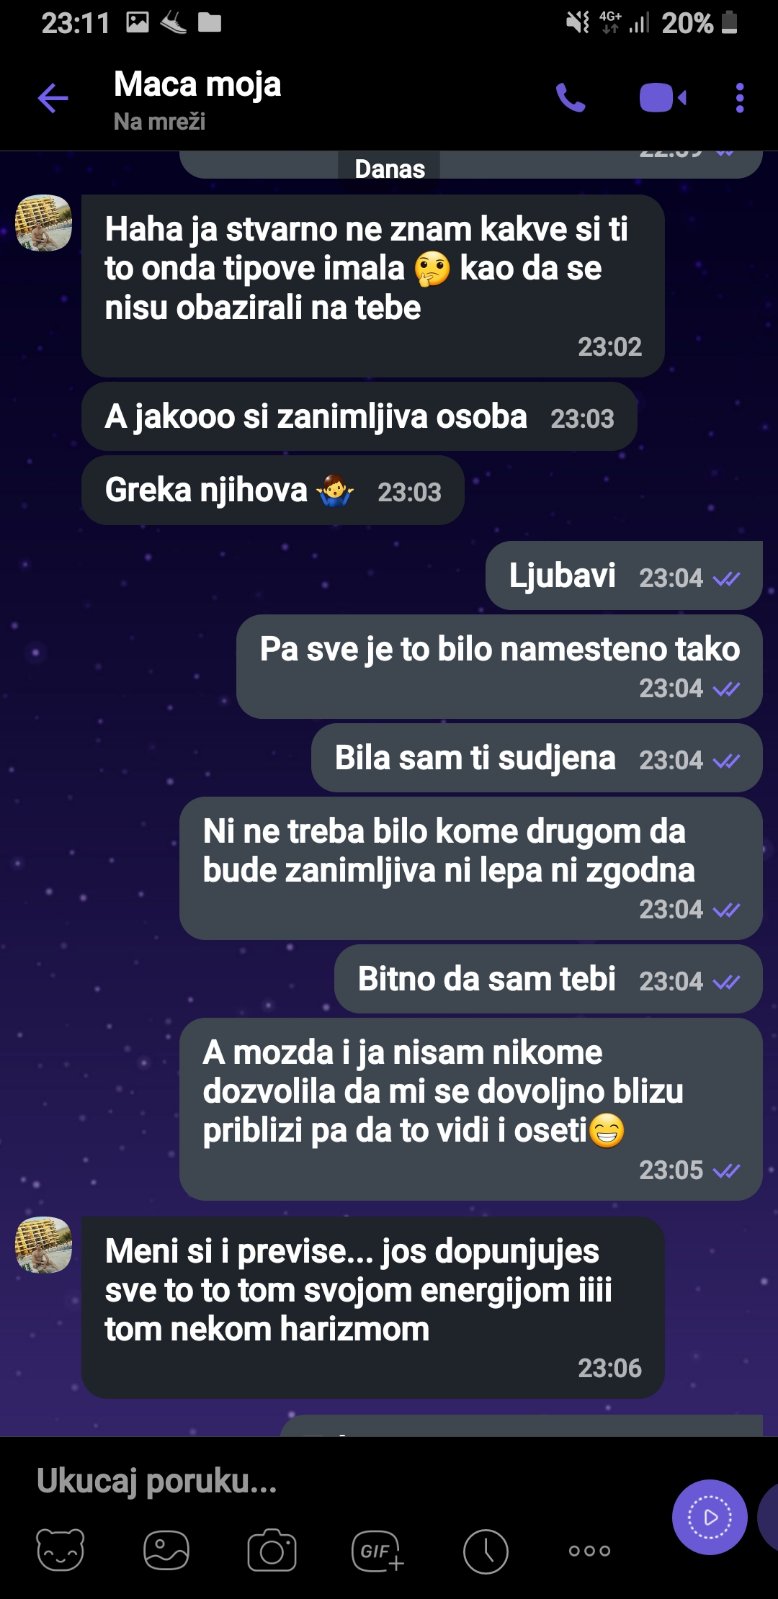 23:11 4G+ 20%
Maca moja
Na mreži
Danas
Haha ja stvarno ne znam kakve si ti
to onda tipove imala 🤔 kao da se
nisu obazirali na tebe
23:02
A jakooo si zanimljiva osoba 23:03
Greka njihova 🤷‍♂️ 23:03
Ljubavi 23:04
Pa sve je to bilo namesteno tako
23:04
Bila sam ti sudjena 23:04
Ni ne treba bilo kome drugom da
bude zanimljiva ni lepa ni zgodna
23:04
Bitno da sam tebi 23:04
A mozda i ja nisam nikome
dozvolila da mi se dovoljno blizu
priblizi pa da to vidi i oseti😁
23:05
Meni si i previse... jos dopunjujes
sve to to tom svojom energijom iiii
tom nekom harizmom
23:06
Ukucaj poruku...
GIF